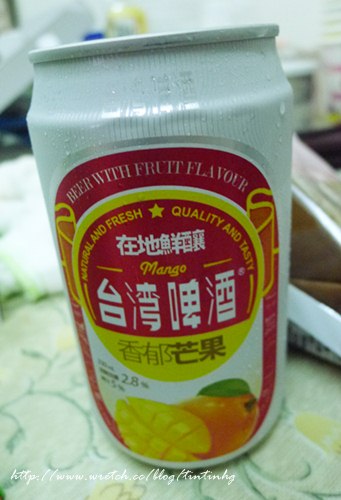 BEER WITH FRUIT FLAVOUR
NATURAL AND FRESH ★ QUALITY AND TASTY
在地鮮釀
Mango
台湾啤酒®
香郁芒果
2.8%
http://www.wretch.cc/blog/tintinhg